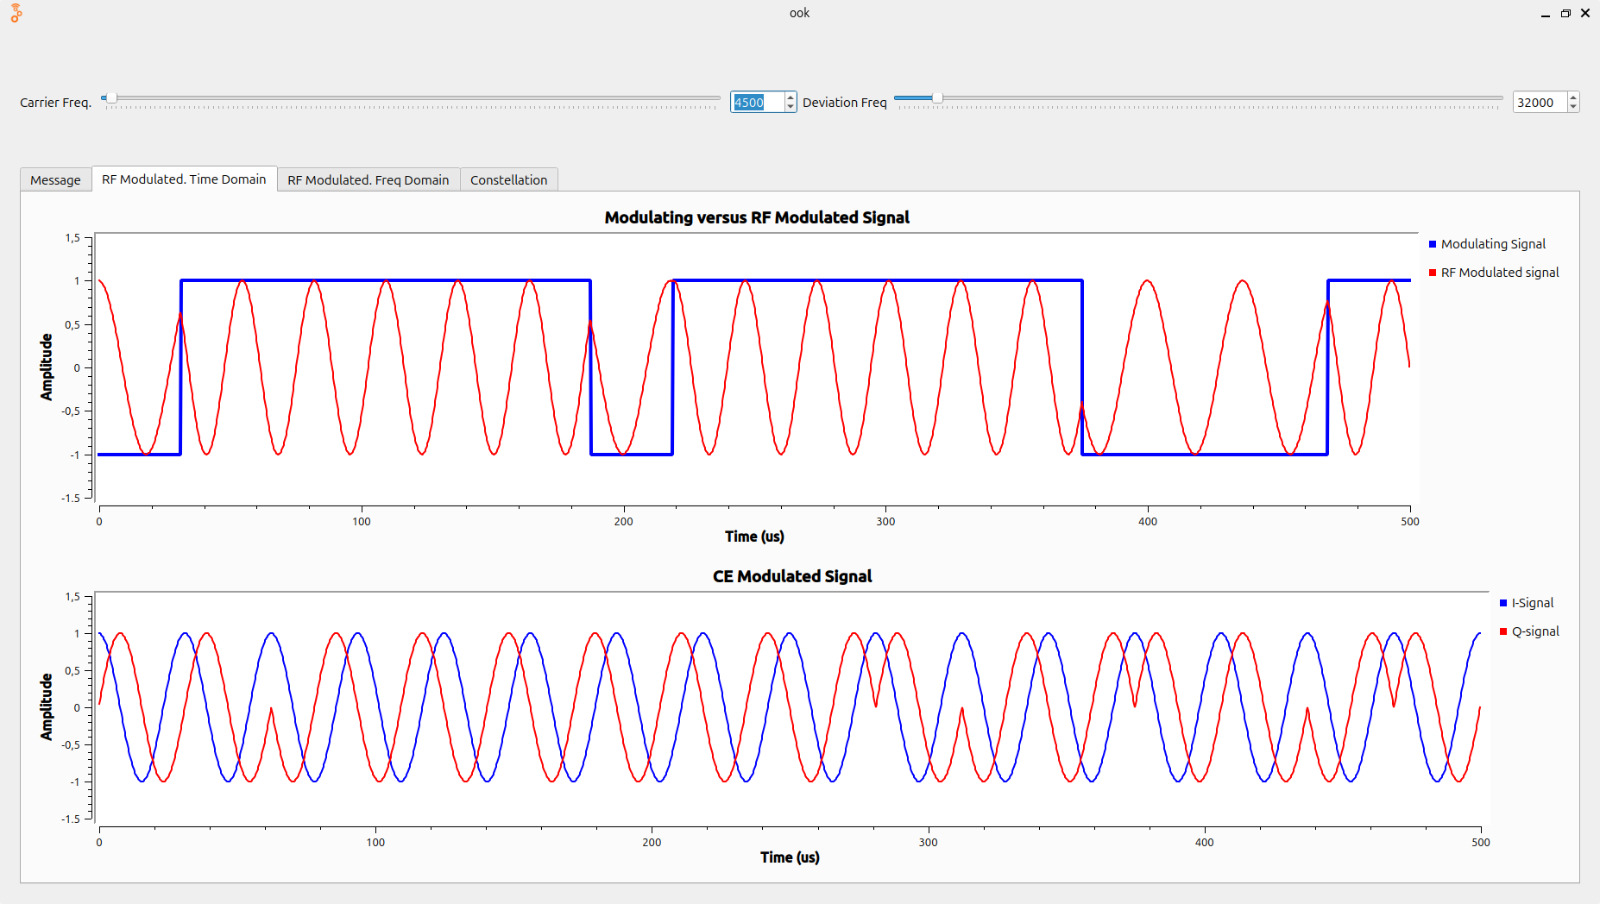 ook
Carrier Freq. 4500 Deviation Freq 32000
Message RF Modulated. Time Domain RF Modulated. Freq Domain Constellation
Modulating versus RF Modulated Signal
1,5
1
0,5
0
-0,5
-1
-1.5
Amplitude
0 100 200 300 400 500
Time (us)
Modulating Signal
RF Modulated signal
CE Modulated Signal
1,5
1
0,5
0
-0,5
-1
-1.5
Amplitude
0 100 200 300 400 500
Time (us)
I-Signal
Q-signal